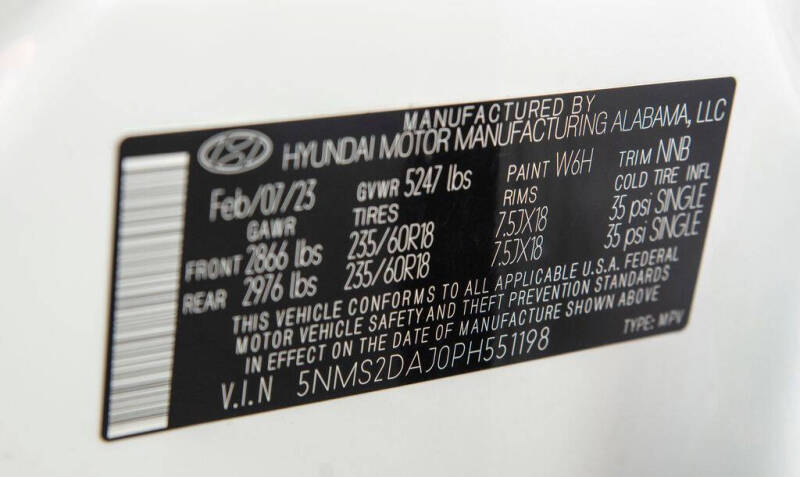 MANUFACTURED BY
HYUNDAI MOTOR MANUFACTURING ALABAMA, LLC
Feb/07/23 GVWR 5247 lbs PAINT W6H TRIM NNB
GAWR TIRES RIMS COLD TIRE INFL
FRONT 2866 lbs 235/60R18 7.5JX18 35 psi SINGLE
REAR 2976 lbs 235/60R18 7.5JX18 35 psi SINGLE
THIS VEHICLE CONFORMS TO ALL APPLICABLE U.S.A. FEDERAL
MOTOR VEHICLE SAFETY AND THEFT PREVENTION STANDARDS
IN EFFECT ON THE DATE OF MANUFACTURE SHOWN ABOVE
V.I.N 5NMS2DAJ0PH551198 TYPE: MPV